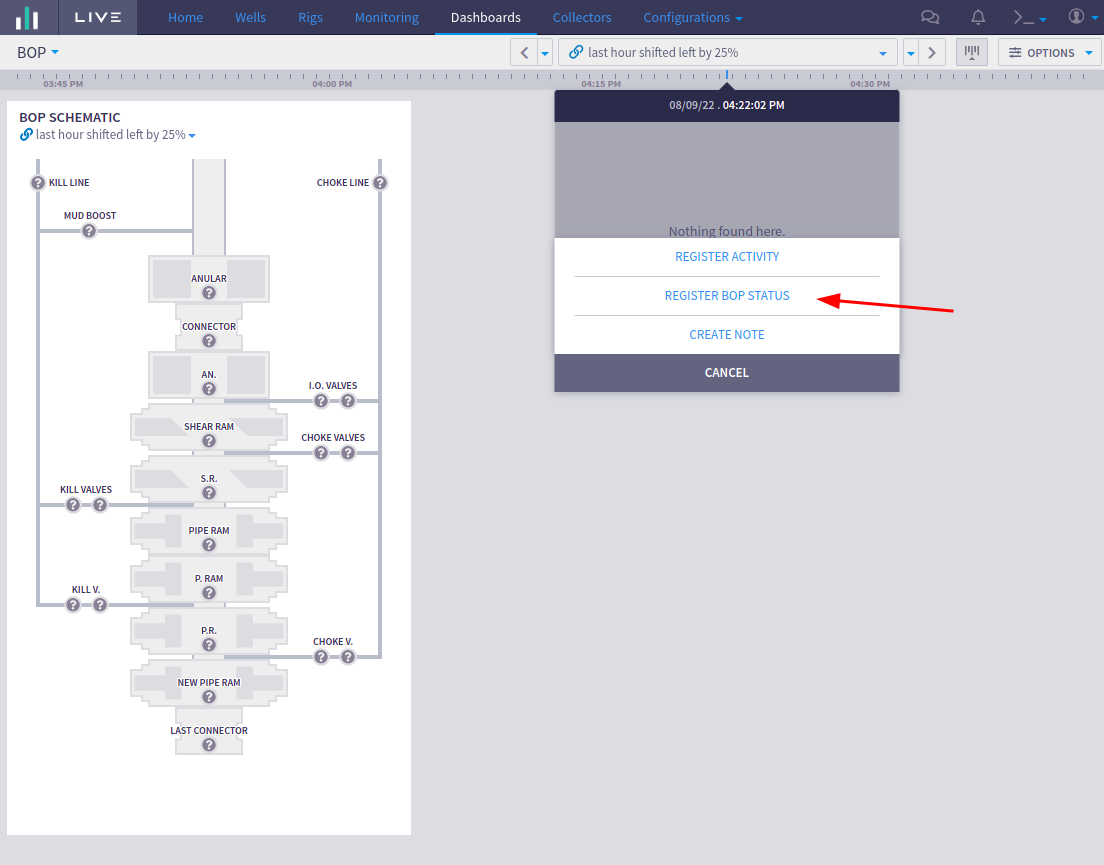 LIVE Home Wells Rigs Monitoring Dashboards Collectors Configurations
BOP last hour shifted left by 25% OPTIONS
03:45 PM 04:00 PM 04:15 PM 04:30 PM
08/09/22 . 04:22:02 PM
Nothing found here.
REGISTER ACTIVITY
REGISTER BOP STATUS
CREATE NOTE
CANCEL
BOP SCHEMATIC
last hour shifted left by 25%
? KILL LINE CHOKE LINE ?
MUD BOOST
?
ANULAR
?
CONNECTOR
?
AN.
?
I.O. VALVES
? ?
SHEAR RAM
?
CHOKE VALVES
? ?
S.R.
?
KILL VALVES
? ?
PIPE RAM
?
P. RAM
?
KILL V.
? ?
P.R.
?
CHOKE V.
? ?
NEW PIPE RAM
?
LAST CONNECTOR
?